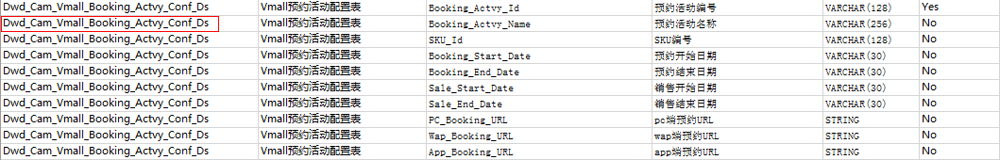 Dwd_Cam_Vmall_Booking_Actvy_Conf_Ds Vmall预约活动配置表 Booking_Actvy_Id 预约活动编号 VARCHAR(128) Yes
Dwd_Cam_Vmall_Booking_Actvy_Conf_Ds Vmall预约活动配置表 Booking_Actvy_Name 预约活动名称 VARCHAR(256) No
Dwd_Cam_Vmall_Booking_Actvy_Conf_Ds Vmall预约活动配置表 SKU_Id SKU编号 VARCHAR(128) No
Dwd_Cam_Vmall_Booking_Actvy_Conf_Ds Vmall预约活动配置表 Booking_Start_Date 预约开始日期 VARCHAR(30) No
Dwd_Cam_Vmall_Booking_Actvy_Conf_Ds Vmall预约活动配置表 Booking_End_Date 预约结束日期 VARCHAR(30) No
Dwd_Cam_Vmall_Booking_Actvy_Conf_Ds Vmall预约活动配置表 Sale_Start_Date 销售开始日期 VARCHAR(30) No
Dwd_Cam_Vmall_Booking_Actvy_Conf_Ds Vmall预约活动配置表 Sale_End_Date 销售结束日期 VARCHAR(30) No
Dwd_Cam_Vmall_Booking_Actvy_Conf_Ds Vmall预约活动配置表 PC_Booking_URL pc端预约URL STRING No
Dwd_Cam_Vmall_Booking_Actvy_Conf_Ds Vmall预约活动配置表 Wap_Booking_URL wap端预约URL STRING No
Dwd_Cam_Vmall_Booking_Actvy_Conf_Ds Vmall预约活动配置表 App_Booking_URL app端预约URL STRING No